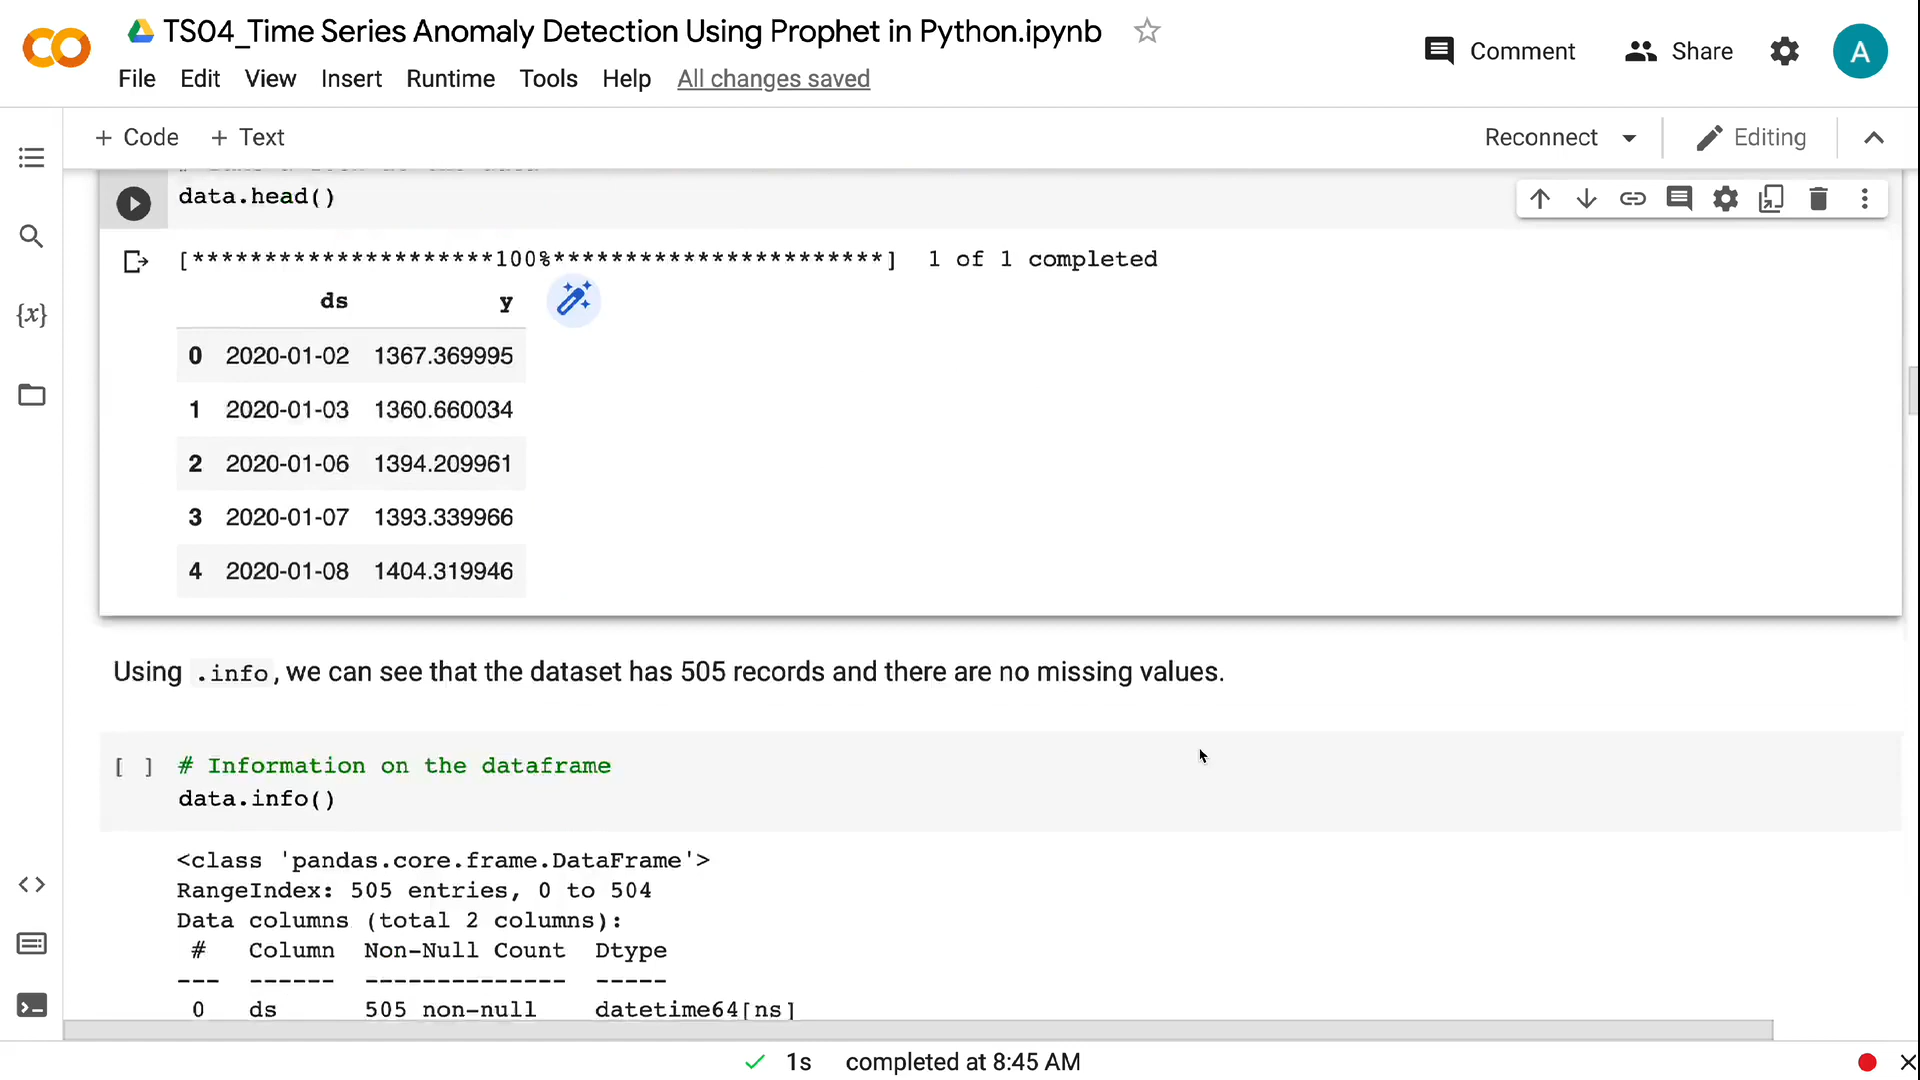 TS04_Time Series Anomaly Detection Using Prophet in Python.ipynb
File Edit View Insert Runtime Tools Help All changes saved
Comment Share A
+ Code + Text
Reconnect Editing
data.head()
[*********************100%***********************] 1 of 1 completed
ds y
0 2020-01-02 1367.369995
1 2020-01-03 1360.660034
2 2020-01-06 1394.209961
3 2020-01-07 1393.339966
4 2020-01-08 1404.319946
Using .info, we can see that the dataset has 505 records and there are no missing values.
[ ] # Information on the dataframe
data.info()
<class 'pandas.core.frame.DataFrame'>
RangeIndex: 505 entries, 0 to 504
Data columns (total 2 columns):
# Column Non-Null Count Dtype
--- ------ -------------- -----
0 ds 505 non-null datetime64[ns]
1s completed at 8:45 AM